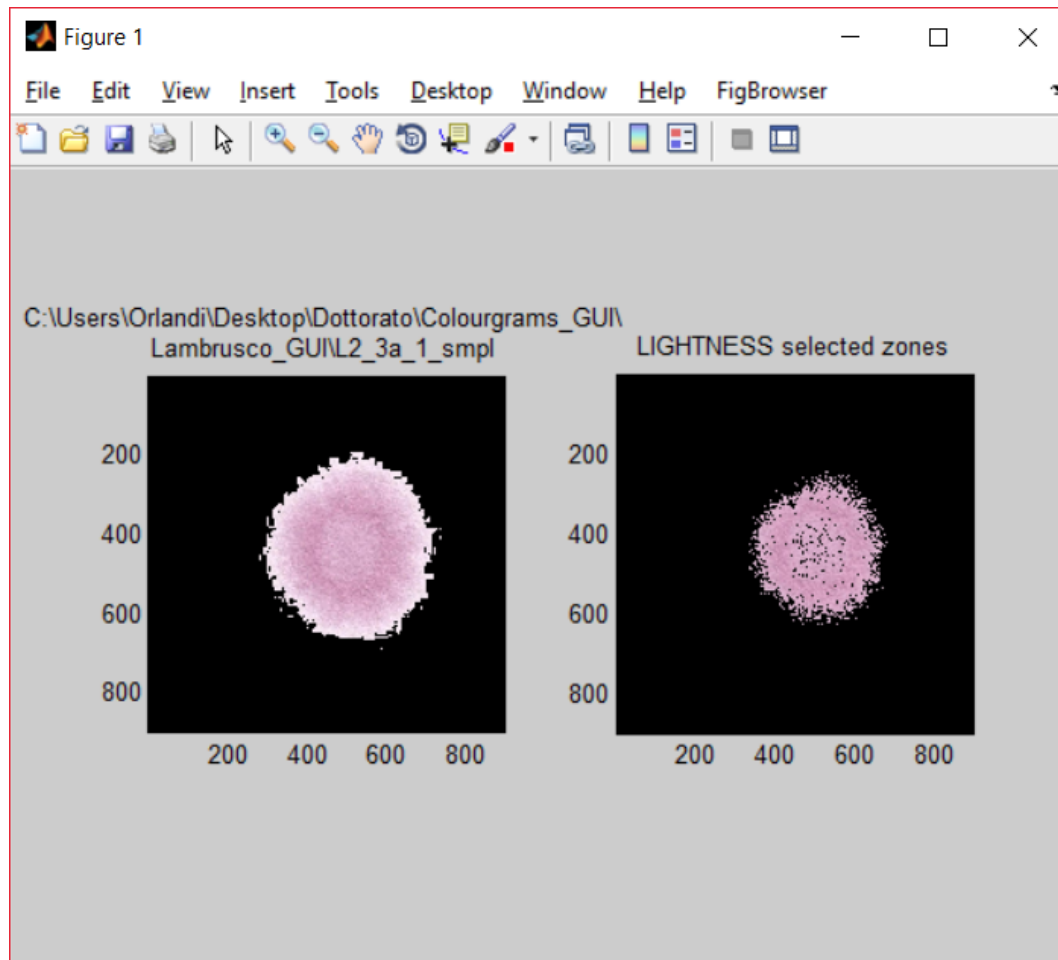 Figure 1
File Edit View Insert Tools Desktop Window Help FigBrowser
C:\Users\Orlandi\Desktop\Dottorato\Colourgrams_GUI\
Lambrusco_GUI\L2_3a_1_smpl
200
400
600
800
200 400 600 800
LIGHTNESS selected zones
200
400
600
800
200 400 600 800